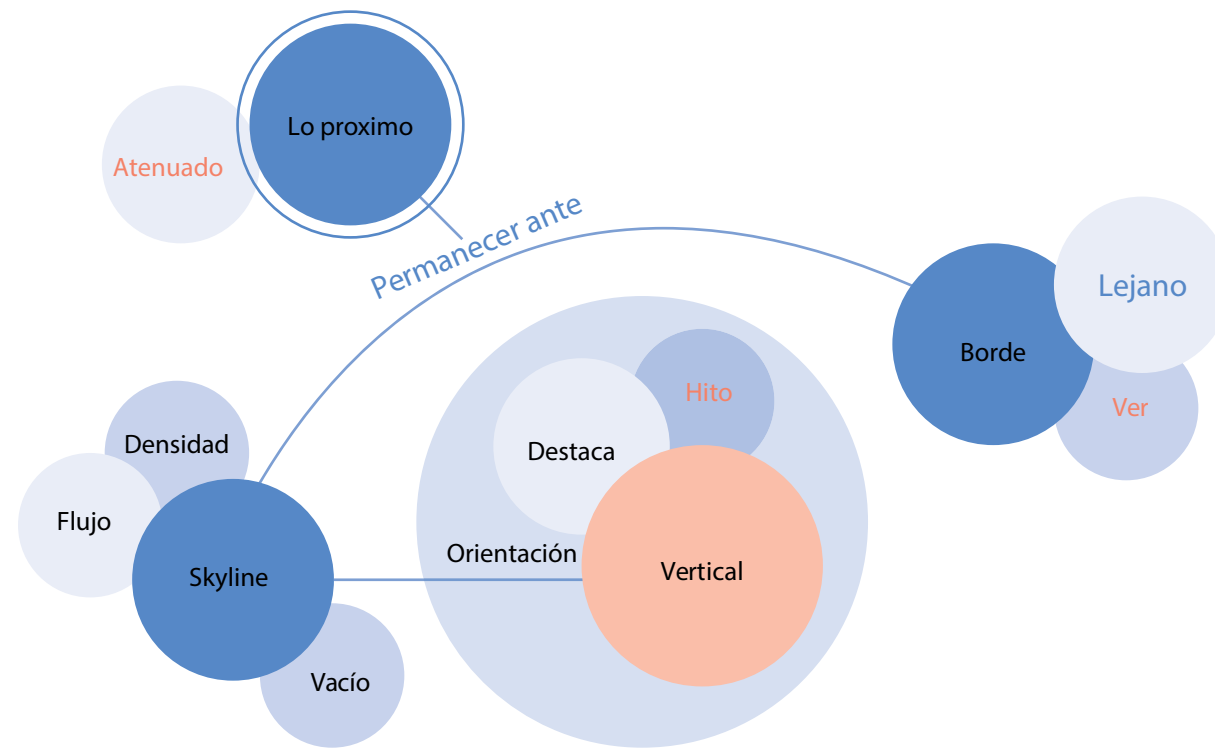 Lo proximo
Atenuado
Permanecer ante
Lejano
Borde
Hito
Ver
Densidad
Destaca
Flujo
Orientación
Skyline
Vertical
Vacío